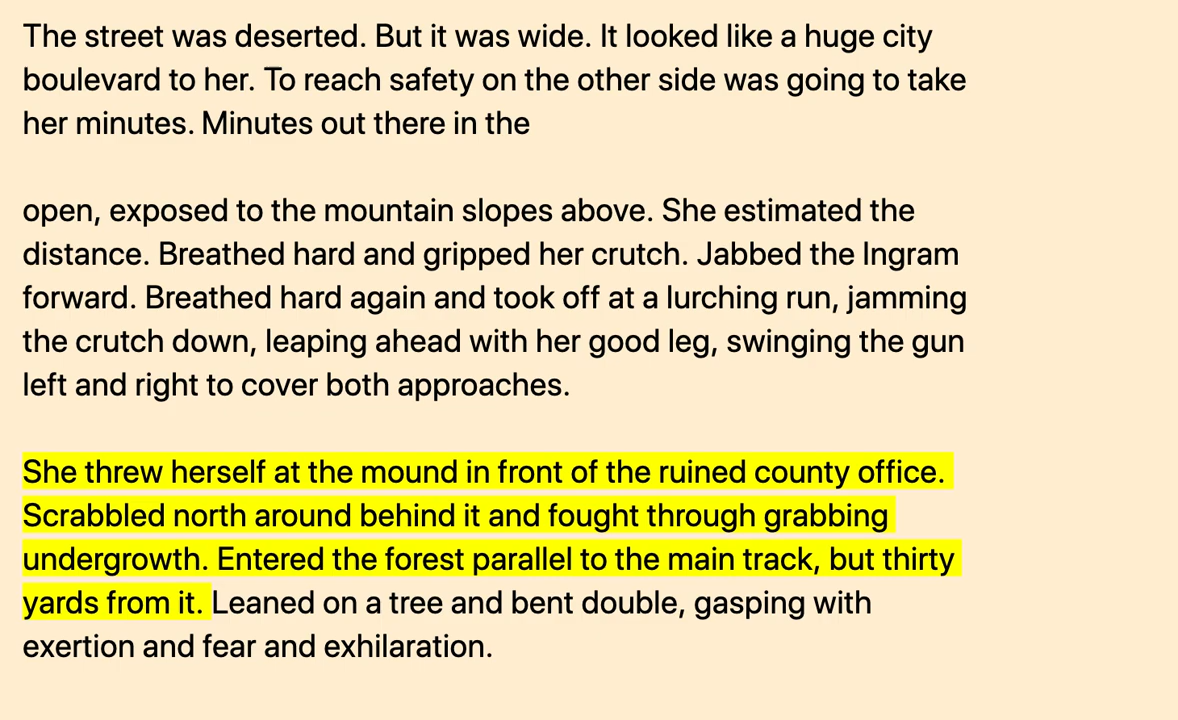 The street was deserted. But it was wide. It looked like a huge city
boulevard to her. To reach safety on the other side was going to take
her minutes. Minutes out there in the
open, exposed to the mountain slopes above. She estimated the
distance. Breathed hard and gripped her crutch. Jabbed the Ingram
forward. Breathed hard again and took off at a lurching run, jamming
the crutch down, leaping ahead with her good leg, swinging the gun
left and right to cover both approaches.
She threw herself at the mound in front of the ruined county office.
Scrabbled north around behind it and fought through grabbing
undergrowth. Entered the forest parallel to the main track, but thirty
yards from it. Leaned on a tree and bent double, gasping with
exertion and fear and exhilaration.